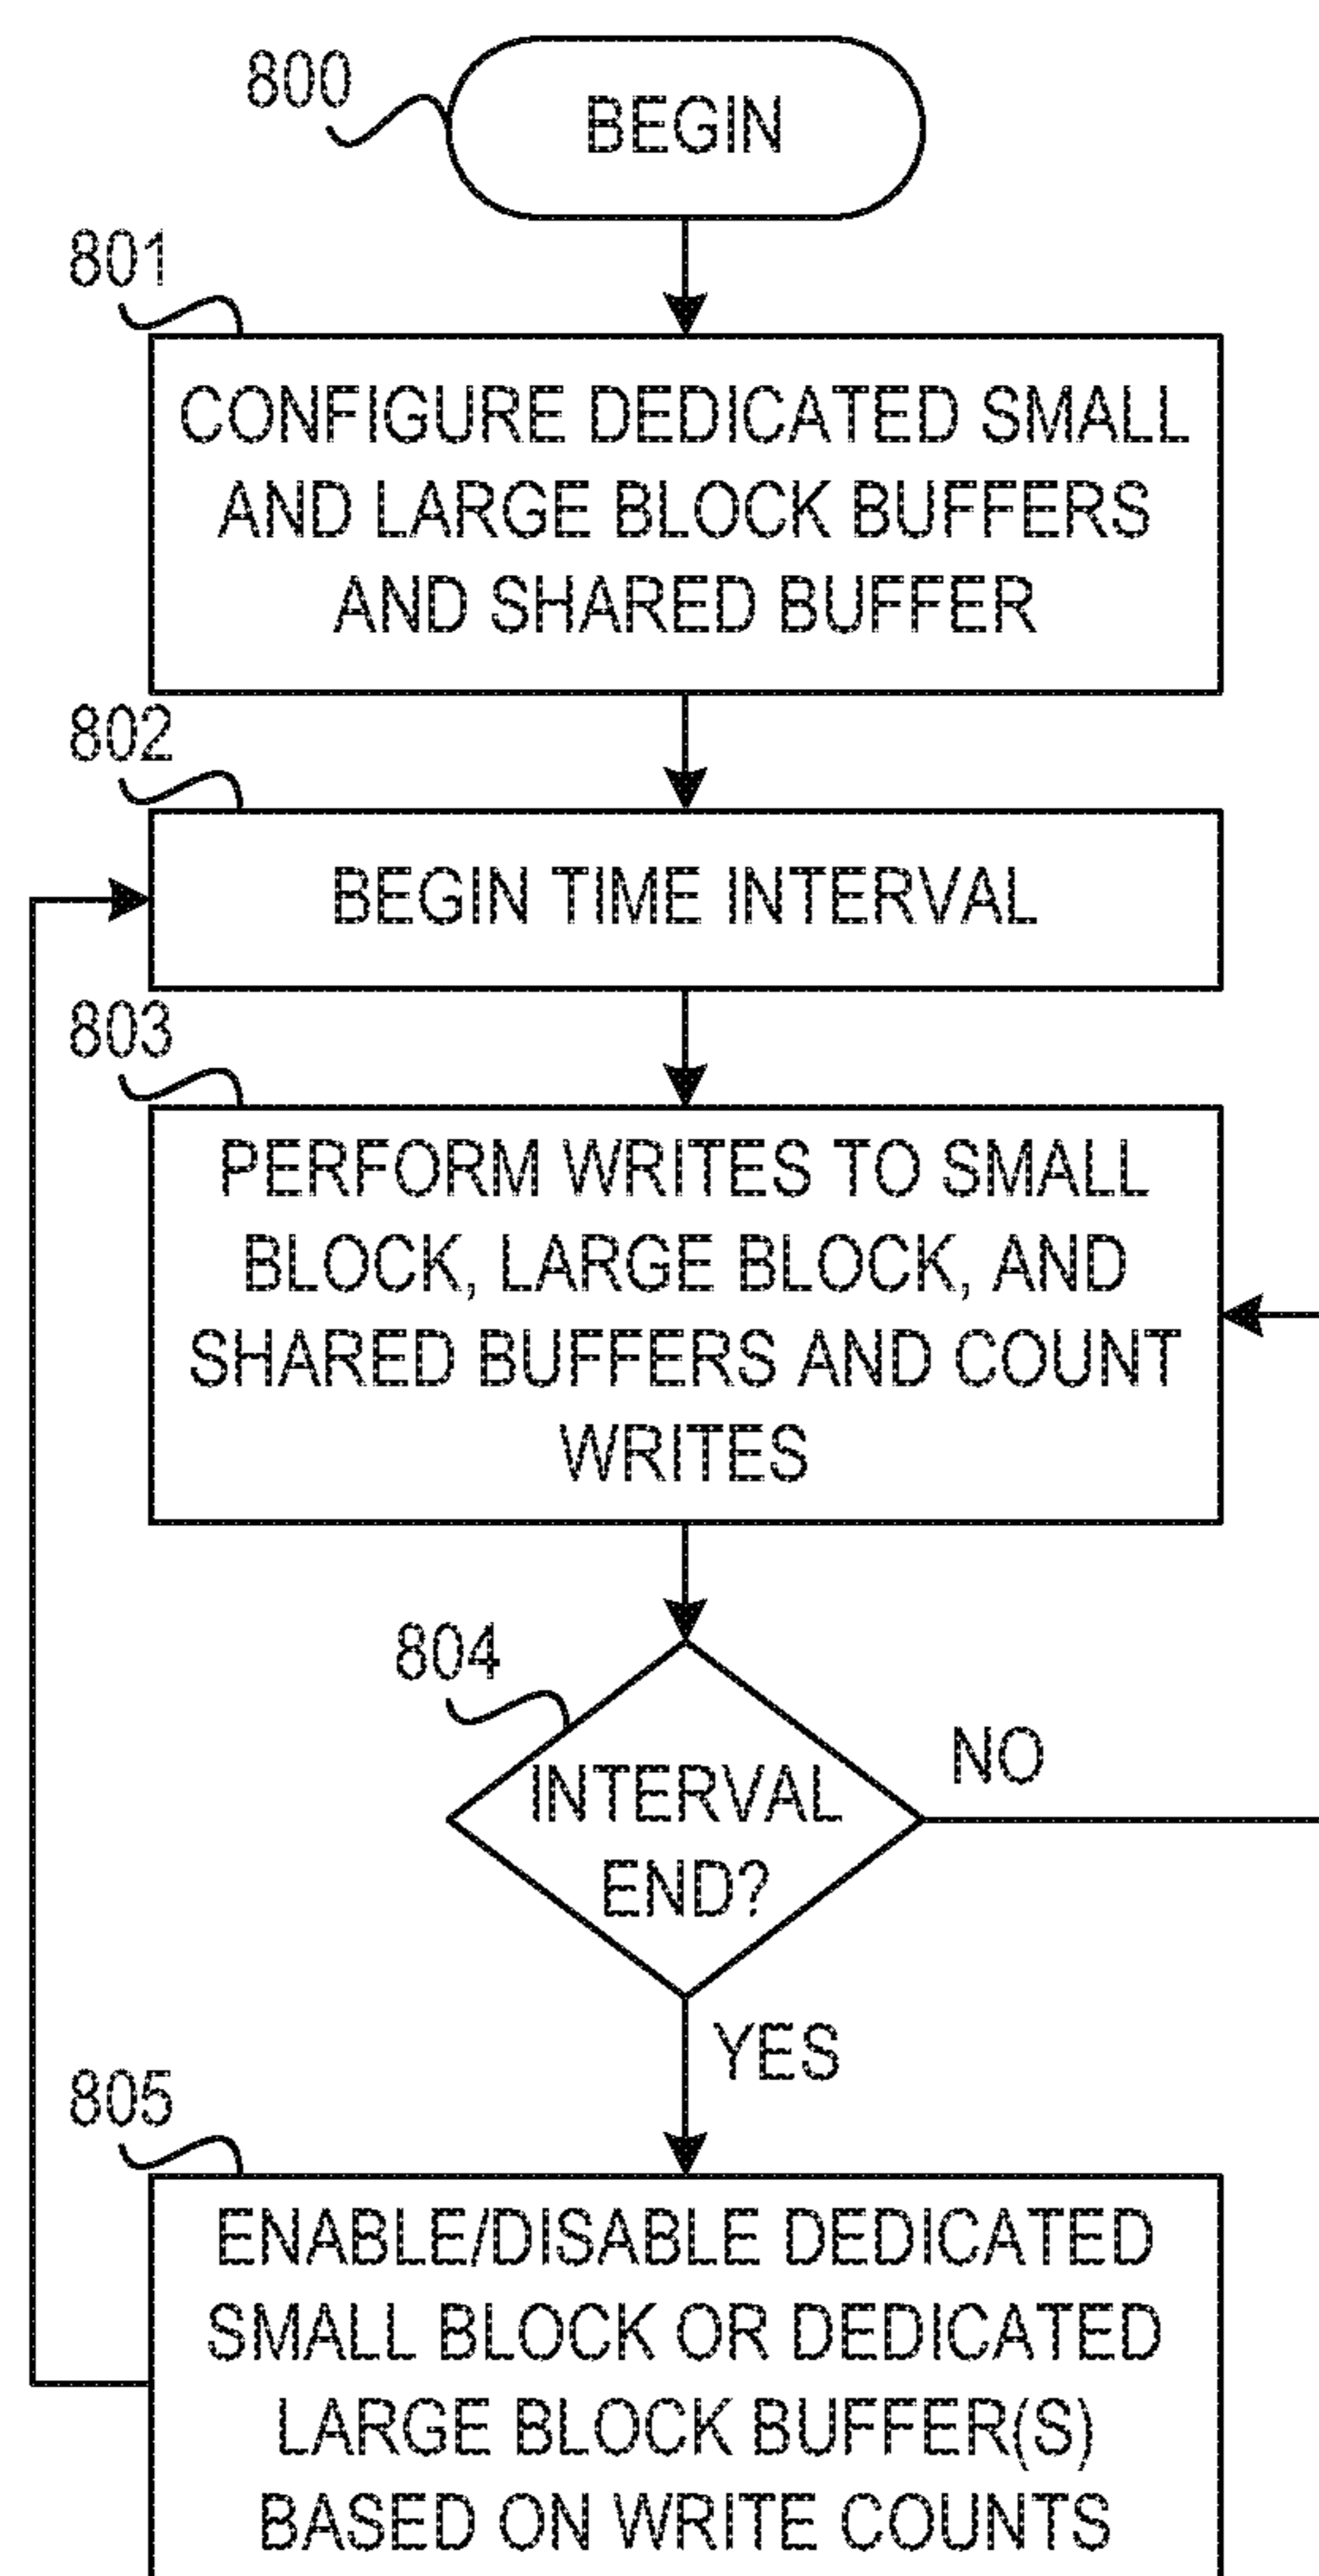 800
BEGIN
801
CONFIGURE DEDICATED SMALL
AND LARGE BLOCK BUFFERS
AND SHARED BUFFER
802
BEGIN TIME INTERVAL
803
PERFORM WRITES TO SMALL
BLOCK, LARGE BLOCK, AND
SHARED BUFFERS AND COUNT
WRITES
804
INTERVAL
END?
NO
YES
805
ENABLE/DISABLE DEDICATED
SMALL BLOCK OR DEDICATED
LARGE BLOCK BUFFER(S)
BASED ON WRITE COUNTS